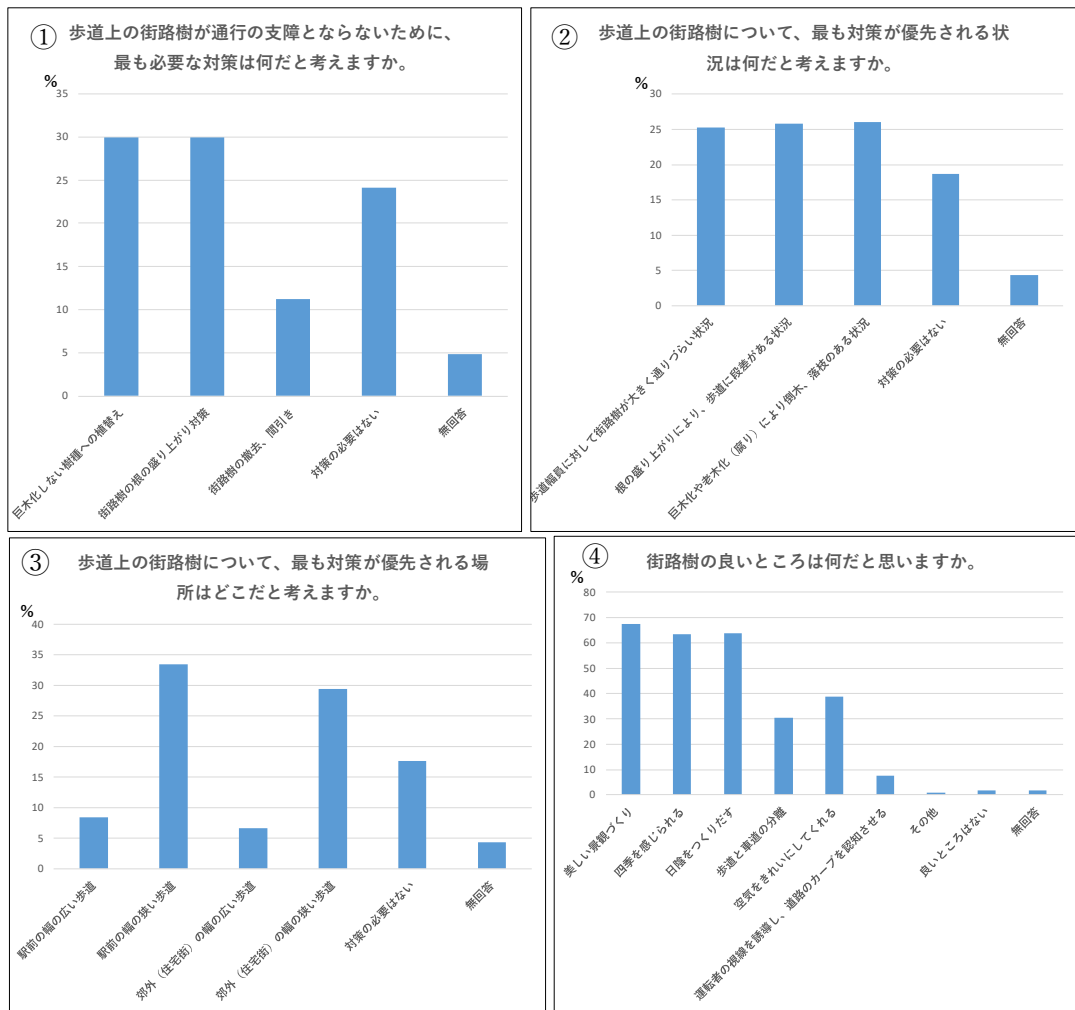 ① 歩道上の街路樹が通行の支障とならないために、
最も必要な対策は何だと考えますか。
%
35
30
25
20
15
10
5
0
巨木化しない樹種への植替え
街路樹の根の盛り上がり対策
街路樹の撤去、間引き
対策の必要はない
無回答
② 歩道上の街路樹について、最も対策が優先される状
況は何だと考えますか。
%
30
25
20
15
10
5
0
歩道幅員に対して街路樹が大きく通りづらい状況
根の盛り上がりにより、歩道に段差がある状況
巨木化や老木化（腐り）により倒木、落枝のある状況
対策の必要はない
無回答
③ 歩道上の街路樹について、最も対策が優先される場
所はどこだと考えますか。
%
40
35
30
25
20
15
10
5
0
駅前の幅の広い歩道
駅前の幅の狭い歩道
郊外（住宅街）の幅の広い歩道
郊外（住宅街）の幅の狭い歩道
対策の必要はない
無回答
④ 街路樹の良いところは何だと思いますか。
%
80
70
60
50
40
30
20
10
0
美しい景観づくり
四季を感じられる
日陰をつくりだす
歩道と車道の分離
空気をきれいにしてくれる
運転者の視線を誘導し、道路のカーブを認知させる
その他
良いところはない
無回答